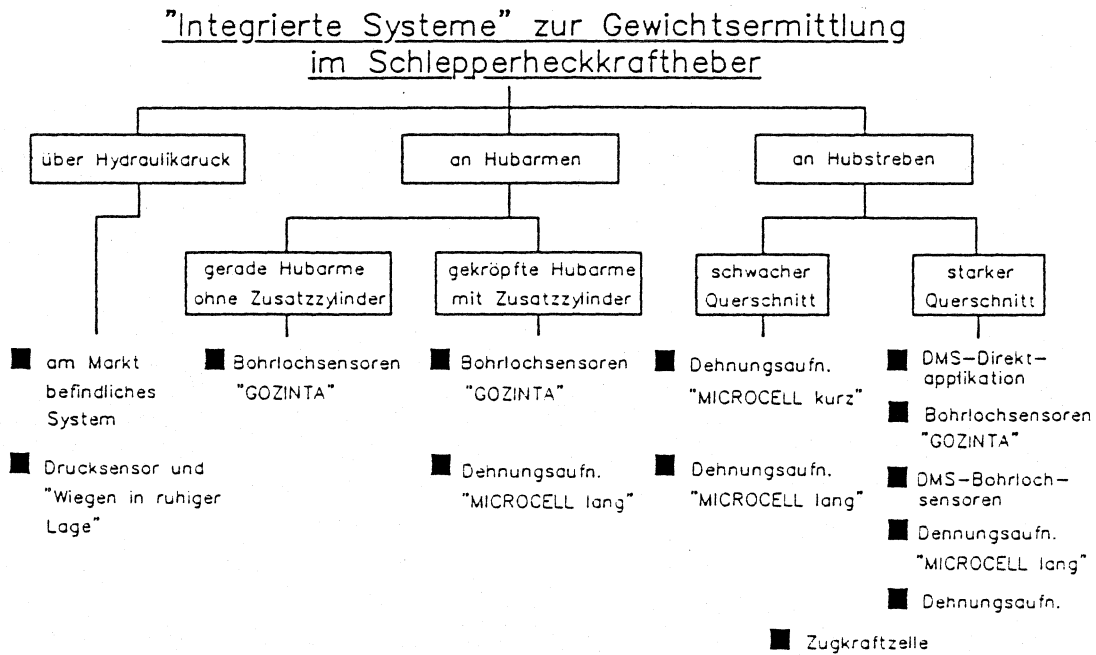 "Integrierte Systeme" zur Gewichtsermittlung
im Schlepperheckkraftheber
über Hydraulikdruck
an Hubarmen
an Hubstreben
gerade Hubarme
ohne Zusatzzylinder
gekröpfte Hubarme
mit Zusatzzylinder
schwacher
Querschnitt
starker
Querschnitt
am Markt
befindliches
System
Drucksensor und
"Wiegen in ruhiger
Lage"
Bohrlochsensoren
"GOZINTA"
Bohrlochsensoren
"GOZINTA"
Dehnungsaufn.
"MICROCELL lang"
Dehnungsaufn.
"MICROCELL kurz"
Dehnungsaufn.
"MICROCELL lang"
DMS-Direkt-
applikation
Bohrlochsensoren
"GOZINTA"
DMS-Bohrloch-
sensoren
Dehnungsaufn.
"MICROCELL lang"
Dehnungsaufn.
Zugkraftzelle